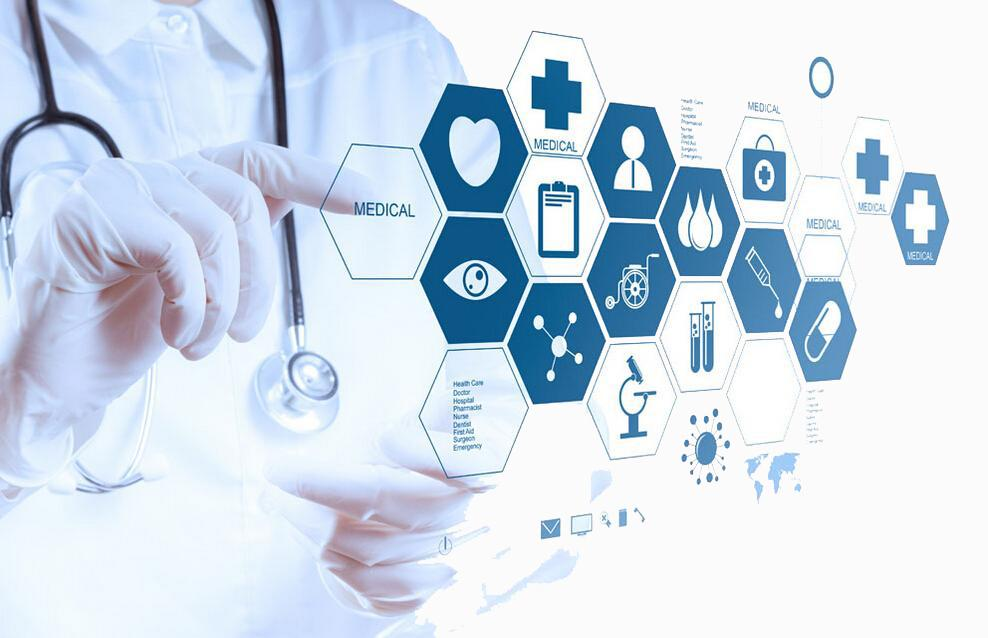 MEDICAL
MEDICAL
Health Care
Doctor
Hospital
Pharmacist
Nurse
Dentist
First Aid
Surgeon
Emergency
MEDICAL
MEDICAL
MEDICAL
MEDICAL
MEDICAL
Health Care
Doctor
Hospital
Pharmacist
Nurse
Dentist
First Aid
Surgeon
Emergency